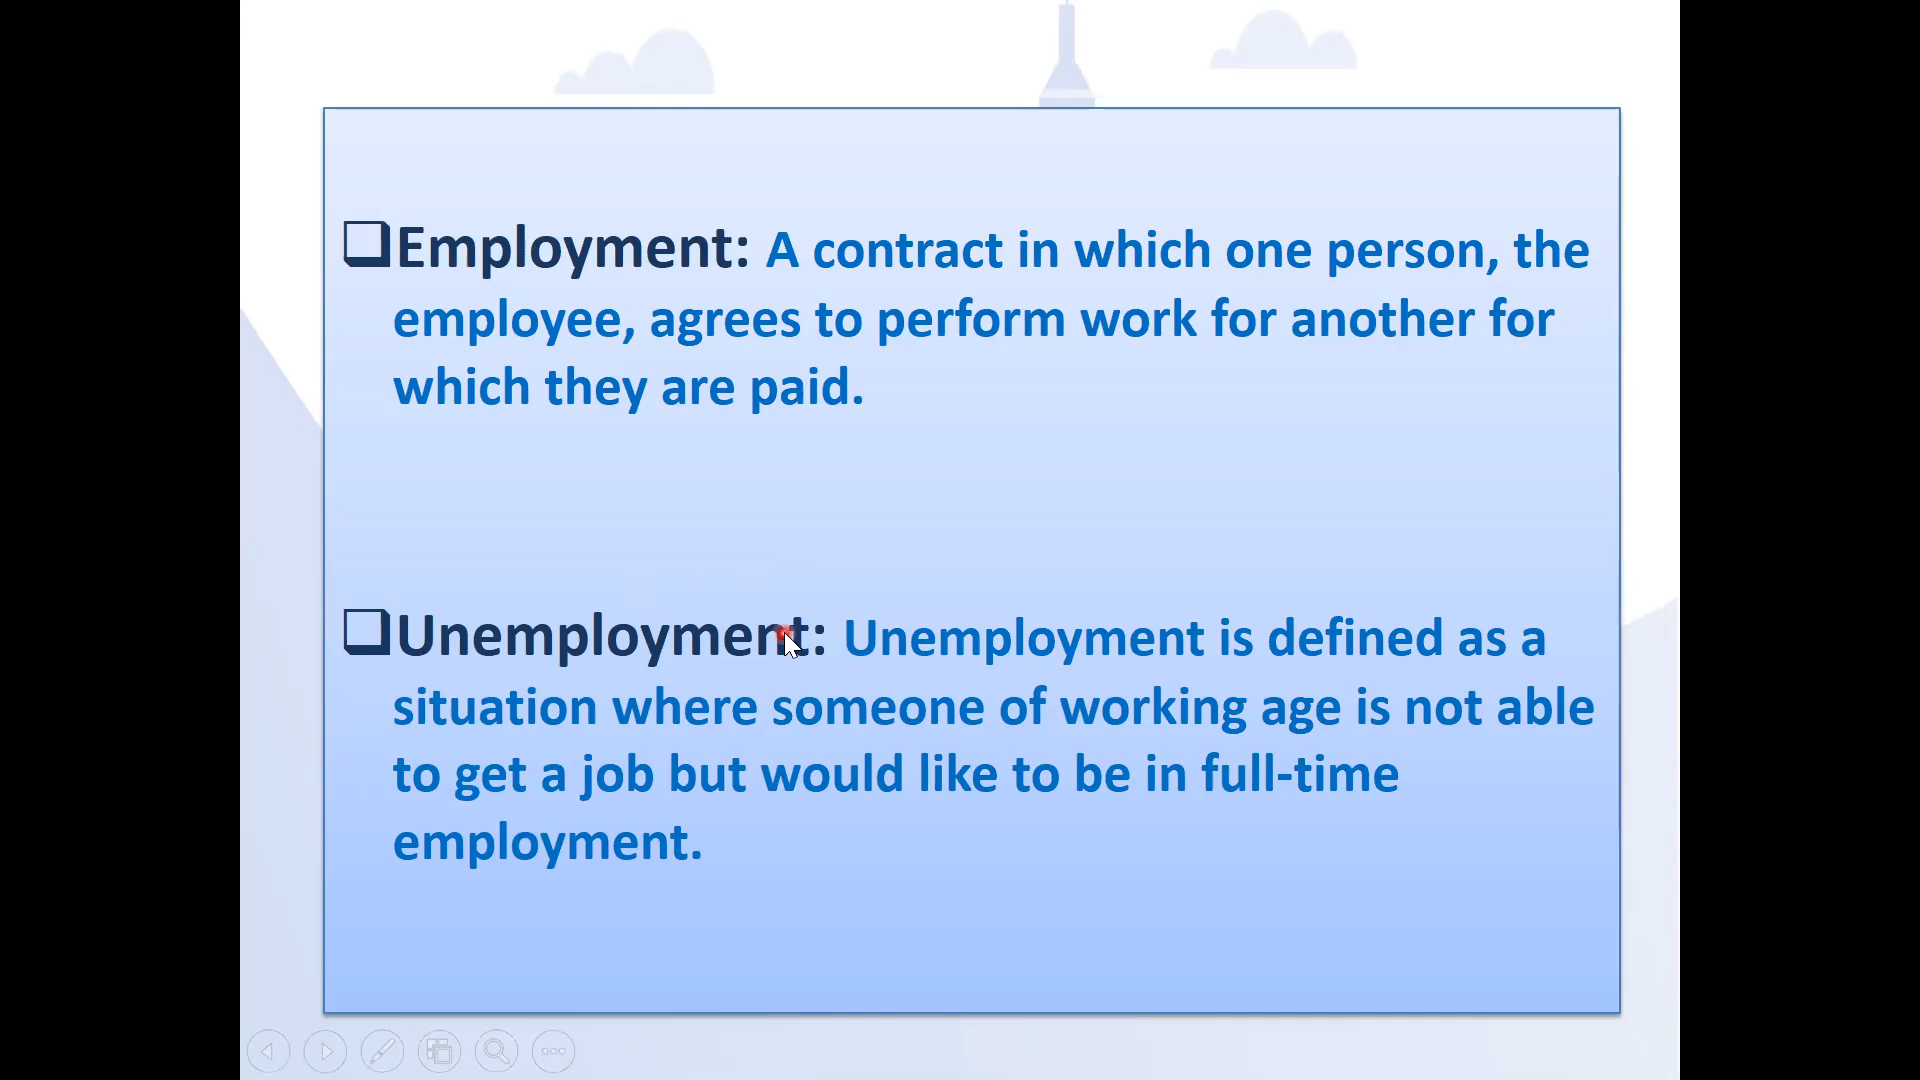 Employment: A contract in which one person, the
employee, agrees to perform work for another for
which they are paid.
Unemployment: Unemployment is defined as a
situation where someone of working age is not able
to get a job but would like to be in full-time
employment.